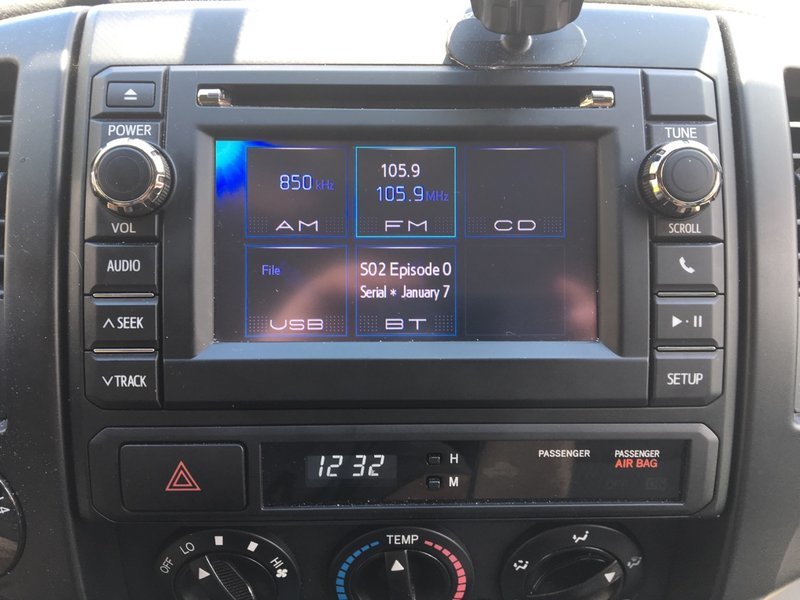 POWER
VOL
AUDIO
∧ SEEK
∨ TRACK
850 kHz
AM
105.9
105.9 MHz
FM
CD
File
USB
S02 Episode 0
Serial * January 7
BT
TUNE
SCROLL
SETUP
12 32
H
M
PASSENGER
PASSENGER
AIR BAG
OFF LO HI
TEMP